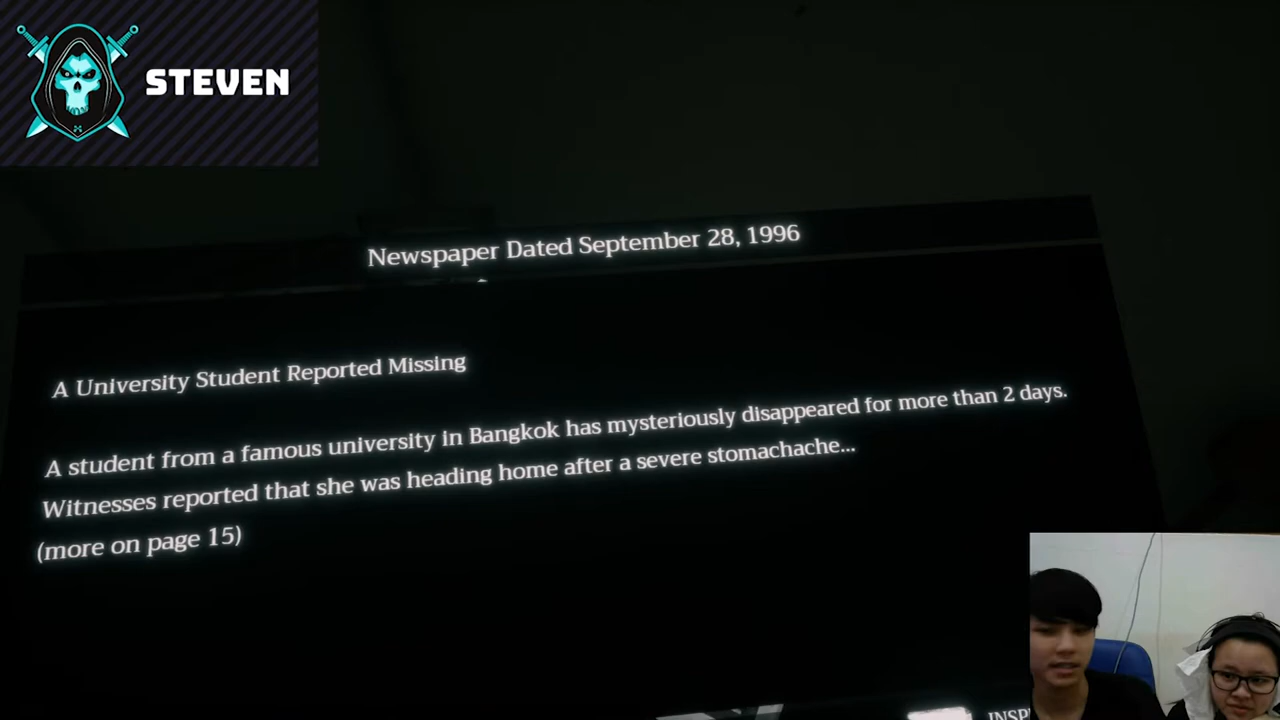 STEVEN
Newspaper Dated September 28, 1996
A University Student Reported Missing
A student from a famous university in Bangkok has mysteriously disappeared for more than 2 days.
Witnesses reported that she was heading home after a severe stomachache...
(more on page 15)